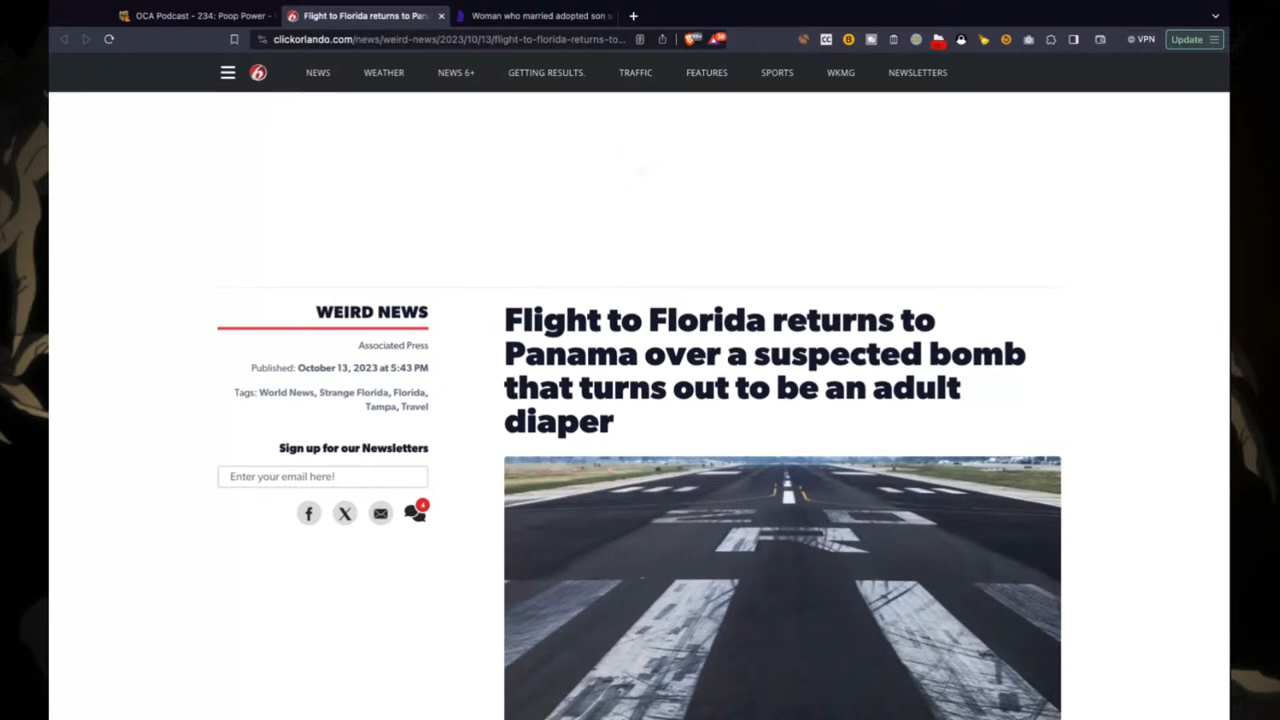 OCA Podcast - 234: Poop Power -
Flight to Florida returns to Pan
Woman who married adopted son s
clickorlando.com/news/weird-news/2023/10/13/flight-to-florida-returns-to...
VPN
Update
6
NEWS
WEATHER
NEWS 6+
GETTING RESULTS.
TRAFFIC
FEATURES
SPORTS
WKMG
NEWSLETTERS
WEIRD NEWS
Associated Press
Published: October 13, 2023 at 5:43 PM
Tags: World News, Strange Florida, Florida,
Tampa, Travel
Sign up for our Newsletters
Enter your email here!
4
Flight to Florida returns to
Panama over a suspected bomb
that turns out to be an adult
diaper